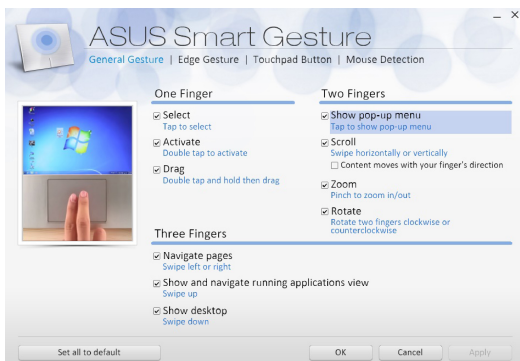 ASUS Smart Gesture
General Gesture | Edge Gesture | Touchpad Button | Mouse Detection
One Finger
Select
Tap to select
Activate
Double tap to activate
Drag
Double tap and hold then drag
Two Fingers
Show pop-up menu
Tap to show pop-up menu
Scroll
Swipe horizontally or vertically
Content moves with your finger's direction
Zoom
Pinch to zoom in/out
Rotate
Rotate two fingers clockwise or
counterclockwise
Three Fingers
Navigate pages
Swipe left or right
Show and navigate running applications view
Swipe up
Show desktop
Swipe down
Set all to default
OK
Cancel
Apply